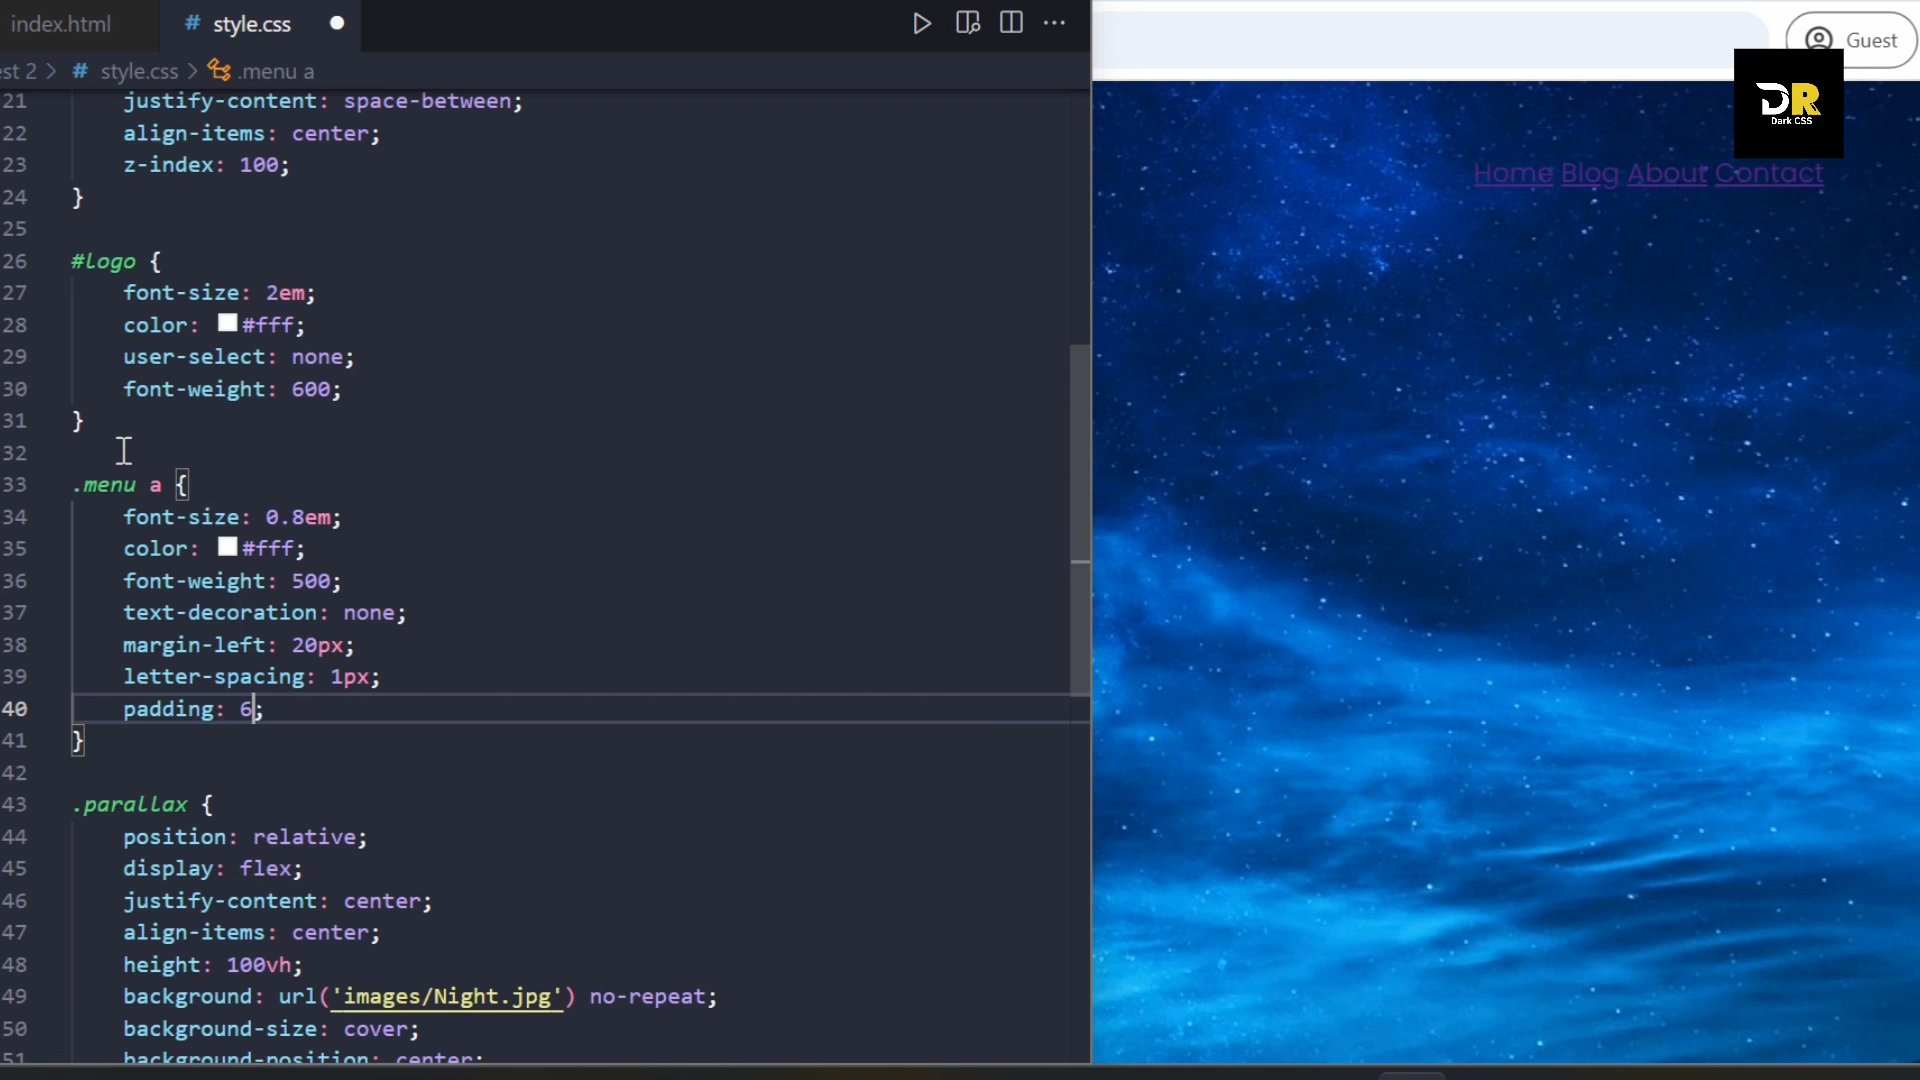 index.html
# style.css
est 2 > # style.css > .menu a
21 justify-content: space-between;
22 align-items: center;
23 z-index: 100;
24 }
25
26 #logo {
27 font-size: 2em;
28 color: #fff;
29 user-select: none;
30 font-weight: 600;
31 }
32
33 .menu a {
34 font-size: 0.8em;
35 color: #fff;
36 font-weight: 500;
37 text-decoration: none;
38 margin-left: 20px;
39 letter-spacing: 1px;
40 padding: 6;
41 }
42
43 .parallax {
44 position: relative;
45 display: flex;
46 justify-content: center;
47 align-items: center;
48 height: 100vh;
49 background: url('images/Night.jpg') no-repeat;
50 background-size: cover;
51 background-position: center;
Guest
DR
Dark CSS
Home Blog About Contact